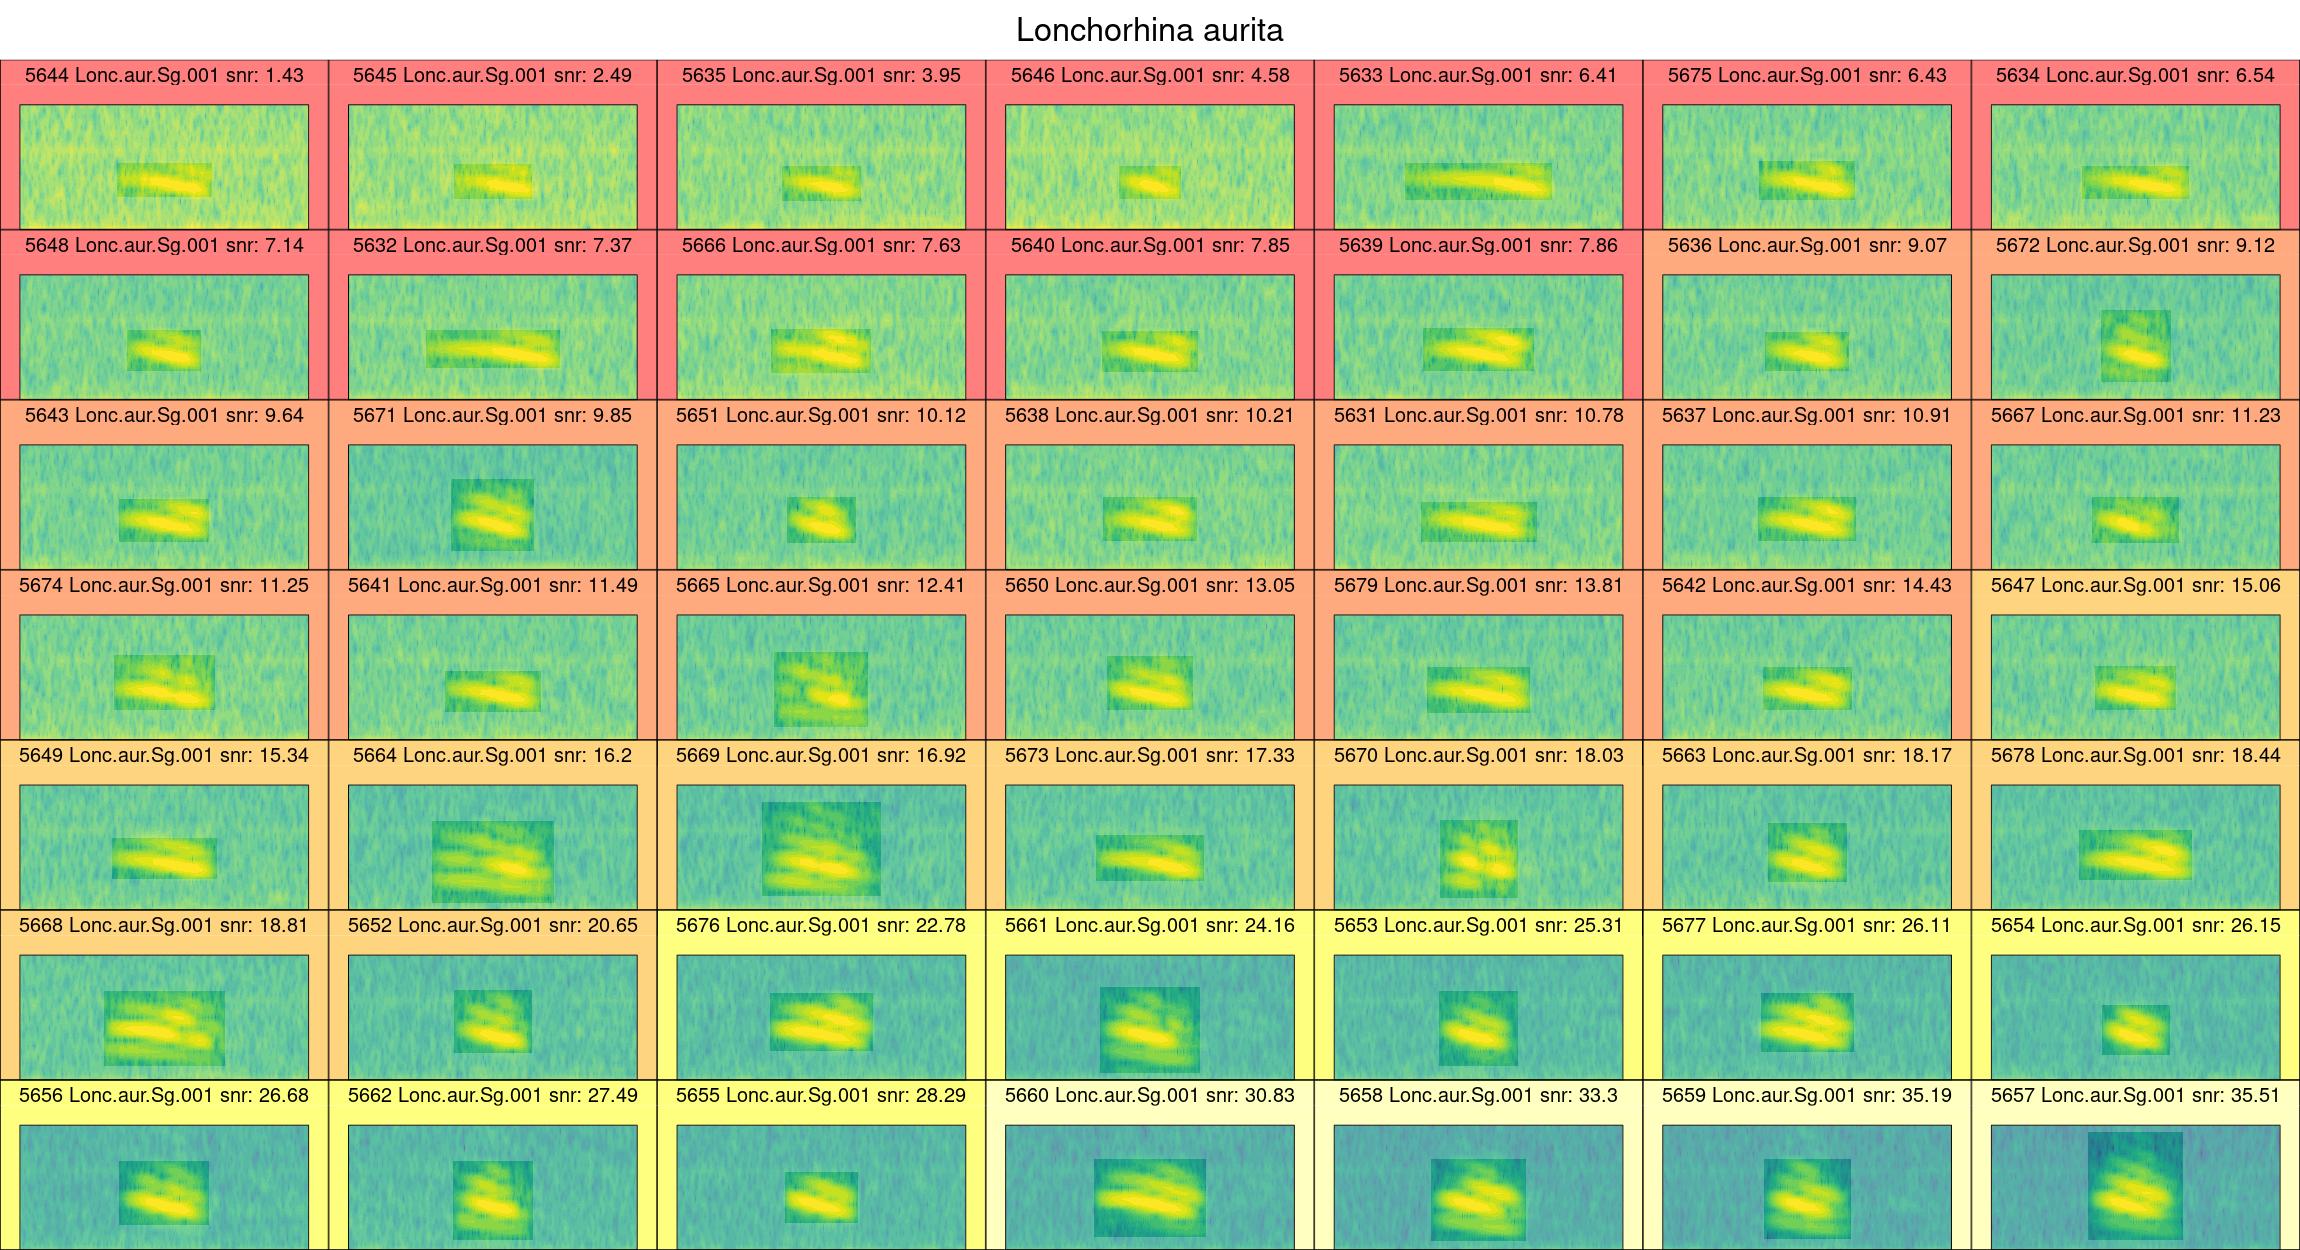 Lonchorhina aurita
5644 Lonc.aur.Sg.001 snr: 1.43
5645 Lonc.aur.Sg.001 snr: 2.49
5635 Lonc.aur.Sg.001 snr: 3.95
5646 Lonc.aur.Sg.001 snr: 4.58
5633 Lonc.aur.Sg.001 snr: 6.41
5675 Lonc.aur.Sg.001 snr: 6.43
5634 Lonc.aur.Sg.001 snr: 6.54
5648 Lonc.aur.Sg.001 snr: 7.14
5632 Lonc.aur.Sg.001 snr: 7.37
5666 Lonc.aur.Sg.001 snr: 7.63
5640 Lonc.aur.Sg.001 snr: 7.85
5639 Lonc.aur.Sg.001 snr: 7.86
5636 Lonc.aur.Sg.001 snr: 9.07
5672 Lonc.aur.Sg.001 snr: 9.12
5643 Lonc.aur.Sg.001 snr: 9.64
5671 Lonc.aur.Sg.001 snr: 9.85
5651 Lonc.aur.Sg.001 snr: 10.12
5638 Lonc.aur.Sg.001 snr: 10.21
5631 Lonc.aur.Sg.001 snr: 10.78
5637 Lonc.aur.Sg.001 snr: 10.91
5667 Lonc.aur.Sg.001 snr: 11.23
5674 Lonc.aur.Sg.001 snr: 11.25
5641 Lonc.aur.Sg.001 snr: 11.49
5665 Lonc.aur.Sg.001 snr: 12.41
5650 Lonc.aur.Sg.001 snr: 13.05
5679 Lonc.aur.Sg.001 snr: 13.81
5642 Lonc.aur.Sg.001 snr: 14.43
5647 Lonc.aur.Sg.001 snr: 15.06
5649 Lonc.aur.Sg.001 snr: 15.34
5664 Lonc.aur.Sg.001 snr: 16.2
5669 Lonc.aur.Sg.001 snr: 16.92
5673 Lonc.aur.Sg.001 snr: 17.33
5670 Lonc.aur.Sg.001 snr: 18.03
5663 Lonc.aur.Sg.001 snr: 18.17
5678 Lonc.aur.Sg.001 snr: 18.44
5668 Lonc.aur.Sg.001 snr: 18.81
5652 Lonc.aur.Sg.001 snr: 20.65
5676 Lonc.aur.Sg.001 snr: 22.78
5661 Lonc.aur.Sg.001 snr: 24.16
5653 Lonc.aur.Sg.001 snr: 25.31
5677 Lonc.aur.Sg.001 snr: 26.11
5654 Lonc.aur.Sg.001 snr: 26.15
5656 Lonc.aur.Sg.001 snr: 26.68
5662 Lonc.aur.Sg.001 snr: 27.49
5655 Lonc.aur.Sg.001 snr: 28.29
5660 Lonc.aur.Sg.001 snr: 30.83
5658 Lonc.aur.Sg.001 snr: 33.3
5659 Lonc.aur.Sg.001 snr: 35.19
5657 Lonc.aur.Sg.001 snr: 35.51